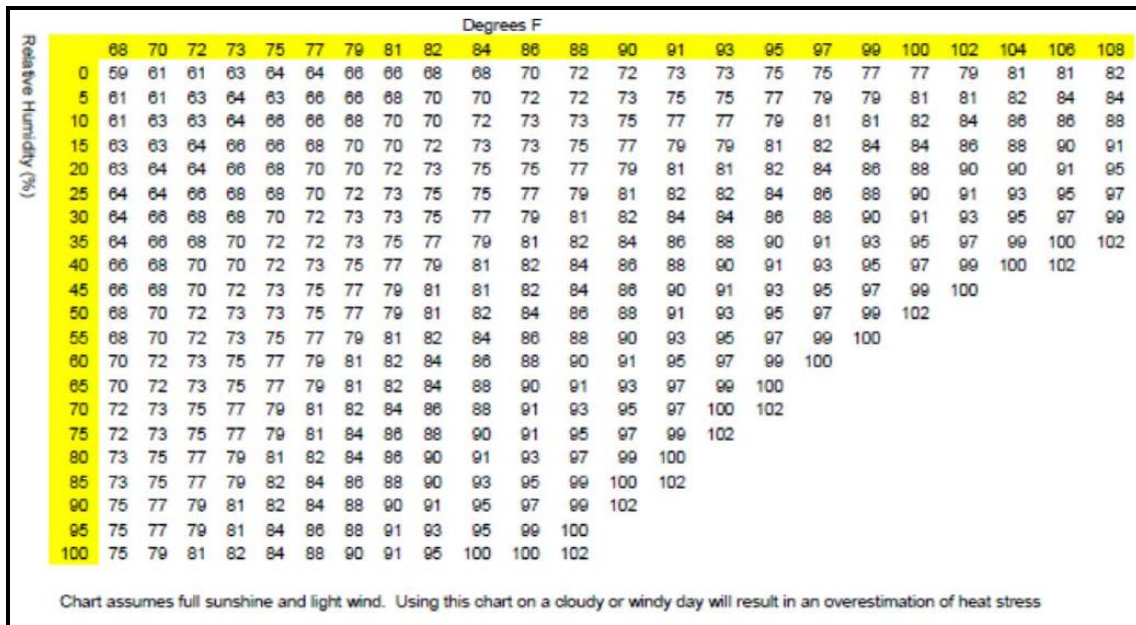 Degrees F
Relative Humidity (%)
68 70 72 73 75 77 79 81 82 84 86 88 90 91 93 95 97 99 100 102 104 106 108
0 59 61 61 63 64 64 66 66 68 68 70 72 72 73 73 75 75 77 77 79 81 81 82
5 61 61 63 64 63 66 66 68 70 70 72 72 73 75 75 77 79 79 81 81 82 84 84
10 61 63 63 64 66 66 68 70 70 72 73 73 75 77 77 79 81 81 82 84 86 86 88
15 63 63 64 66 66 68 70 70 72 73 73 75 77 79 79 81 82 84 84 86 88 90 91
20 63 64 64 66 68 70 70 72 73 75 75 77 79 81 81 82 84 86 88 90 90 91 95
25 64 64 66 68 68 70 72 73 75 75 77 79 81 82 82 84 86 88 90 91 93 95 97
30 64 66 68 68 70 72 73 73 75 77 79 81 82 84 84 86 88 90 91 93 95 97 99
35 64 66 68 70 72 72 73 75 77 79 81 82 84 86 88 90 91 93 95 97 99 100 102
40 66 68 70 70 72 73 75 77 79 81 82 84 86 88 90 91 93 95 97 99 100 102
45 66 68 70 72 73 75 77 79 81 81 82 84 86 90 91 93 95 97 99 100
50 68 70 72 73 73 75 77 79 81 82 84 86 88 91 93 95 97 99 102
55 68 70 72 73 75 77 79 81 82 84 86 88 90 93 95 97 99 100
60 70 72 73 75 77 79 81 82 84 86 88 90 91 95 97 99 100
65 70 72 73 75 77 79 81 82 84 88 90 91 93 97 99 100
70 72 73 75 77 79 81 82 84 86 88 91 93 95 97 100 102
75 72 73 75 77 79 81 84 86 88 90 91 95 97 99 102
80 73 75 77 79 81 82 84 86 90 91 93 97 99 100
85 73 75 77 79 82 84 86 88 90 93 95 99 100 102
90 75 77 79 81 82 84 88 90 91 95 97 99 102
95 75 77 79 81 84 86 88 91 93 95 99 100
100 75 79 81 82 84 88 90 91 95 100 100 102
Chart assumes full sunshine and light wind. Using this chart on a cloudy or windy day will result in an overestimation of heat stress